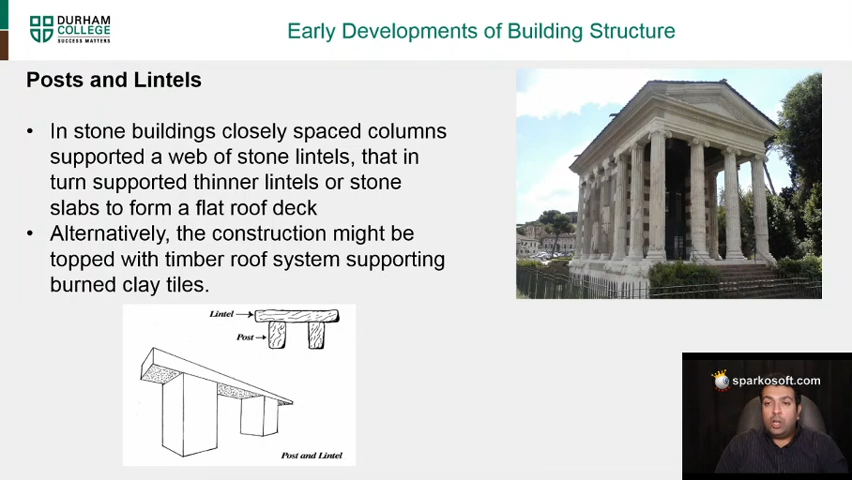 DURHAM
COLLEGE
SUCCESS MATTERS
Early Developments of Building Structure
Posts and Lintels
• In stone buildings closely spaced columns
supported a web of stone lintels, that in
turn supported thinner lintels or stone
slabs to form a flat roof deck
• Alternatively, the construction might be
topped with timber roof system supporting
burned clay tiles.
Lintel
Post
Post and Lintel
sparkosoft.com